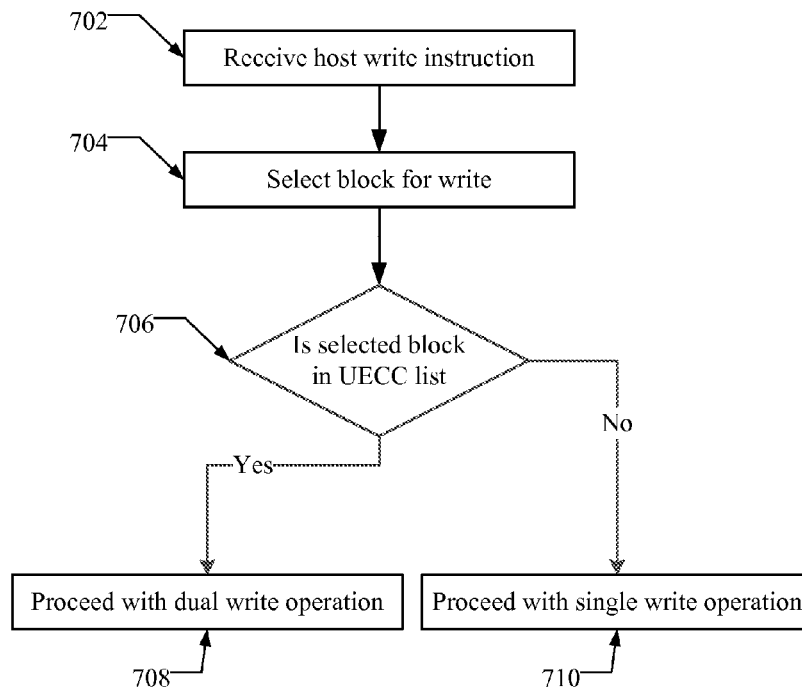 702
Receive host write instruction
704
Select block for write
706
Is selected block
in UECC list
No
Yes
Proceed with dual write operation
Proceed with single write operation
708
710